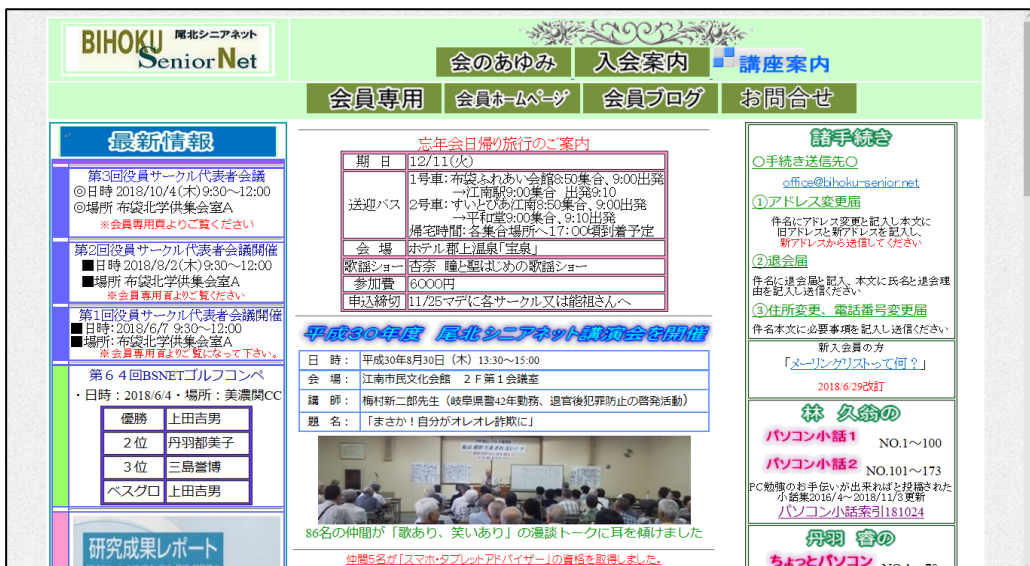 BIHOKU 尾北シニアネット
Senior Net
会のあゆみ 入会案内 講座案内
会員専用 会員ホームページ 会員ブログ お問合せ
最新情報
第3回役員サークル代表者会議
◎日時 2018/10/4(木)9:30～12:00
◎場所 布袋北学供集会室A
※会員専用頁よりご覧ください
第2回役員サークル代表者会議開催
■日時 2018/8/2(木)9:30～12:00
■場所 布袋北学供集会室A
※会員専用頁よりご覧ください
第1回役員サークル代表者会議開催
■日時:2018/6/7 9:30～12:00
■場所:布袋北学供集会室A
※会員専用頁よりご覧になって下さい。
第６４回BSNETゴルフコンペ
・日時：2018/6/4・場所：美濃関CC
優勝 上田吉男
２位 丹羽都美子
３位 三島誉博
ベスグロ 上田吉男
研究成果レポート
忘年会日帰り旅行のご案内
期 日 12/11(火)
送迎バス 1号車:布袋ふれあい会館8:50集合、9:00出発
→江南駅9:00集合 出発9:10
2号車:すいとぴあ江南8:50集合、9:00出発
→平和堂9:00集合、9:10出発
帰宅時間:各集合場所へ17:00頃到着予定
会 場 ホテル郡上温泉「宝泉」
歌謡ショー 杏奈 瞳と聖はじめの歌謡ショー
参加費 6000円
申込締切 11/25マデに各サークル又は能祖さんへ
平成３０年度 尾北シニアネット講演会を開催
日 時： 平成30年8月30日（木）13:30～15:00
会 場： 江南市民文化会館 ２Ｆ第１会議室
講 師： 梅村新二郎先生（岐阜県警42年勤務、退官後犯罪防止の啓発活動）
題 名： 「まさか！自分がオレオレ詐欺に」
86名の仲間が「歌あり、笑いあり」の漫談トークに耳を傾けました
仲間5名が「スマホ・タブレットアドバイザー」の資格を取得しました。
諸手続き
○手続き送信先○
office@bihoku-senior.net
①アドレス変更届
件名にアドレス変更と記入し本文に
旧アドレスと新アドレスを記入し、
新アドレスから送信してください
②退会届
件名に退会届と記入、本文に氏名と退会理
由を記入し送信ください
③住所変更、電話番号変更届
件名本文に必要事項を記入し送信ください
新入会員の方
「メーリングリストって何？」
2018/6/29改訂
林 久翁の
パソコン小話１ NO.1～100
パソコン小話２ NO.101～173
PC勉強のお手伝いが出来ればと投稿された
小話集2016/4～2018/11/3更新
パソコン小話索引181024
丹羽 睿の
ちょっとパソコン